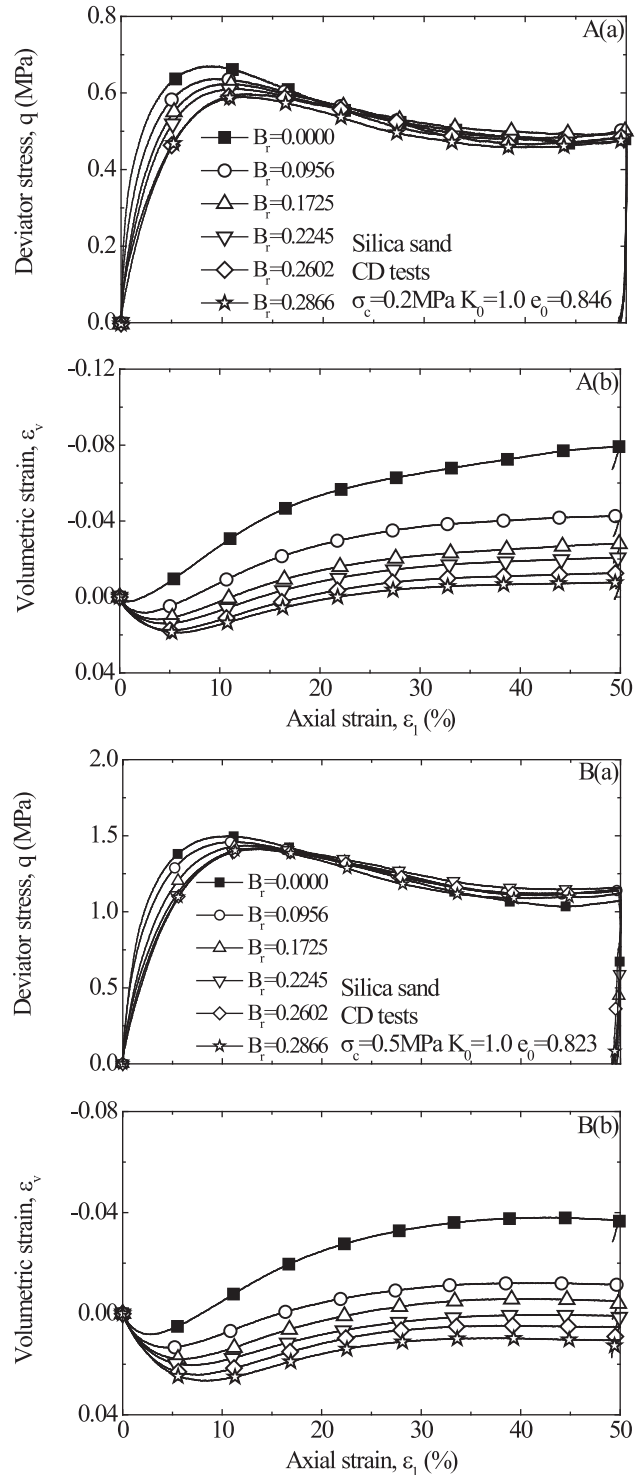 A(a)
Deviator stress, q (MPa)
0.8
0.6
0.4
0.2
0.0
B_r=0.0000
B_r=0.0956
B_r=0.1725
B_r=0.2245
B_r=0.2602
B_r=0.2866
Silica sand
CD tests
σ_c=0.2MPa K_0=1.0 e_0=0.846
A(b)
Volumetric strain, ε_v
-0.12
-0.08
-0.04
0.00
0.04
0 10 20 30 40 50
Axial strain, ε_1 (%)
B(a)
Deviator stress, q (MPa)
2.0
1.5
1.0
0.5
0.0
B_r=0.0000
B_r=0.0956
B_r=0.1725
B_r=0.2245
B_r=0.2602
B_r=0.2866
Silica sand
CD tests
σ_c=0.5MPa K_0=1.0 e_0=0.823
B(b)
Volumetric strain, ε_v
-0.08
-0.04
0.00
0.04
0 10 20 30 40 50
Axial strain, ε_1 (%)